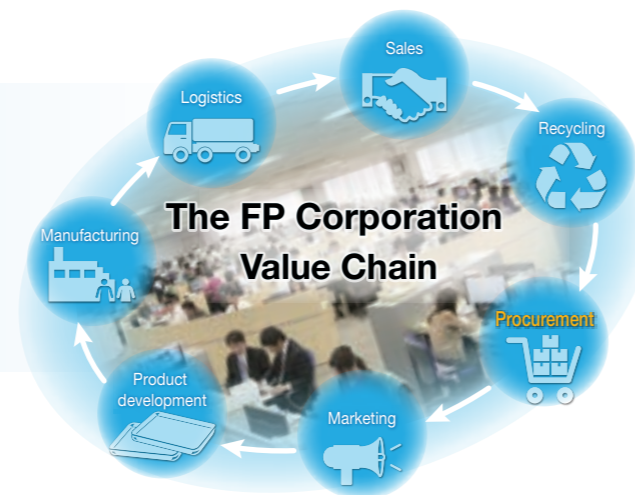 Sales
Logistics
Recycling
The FP Corporation
Value Chain
Manufacturing
Procurement
Product
development
Marketing